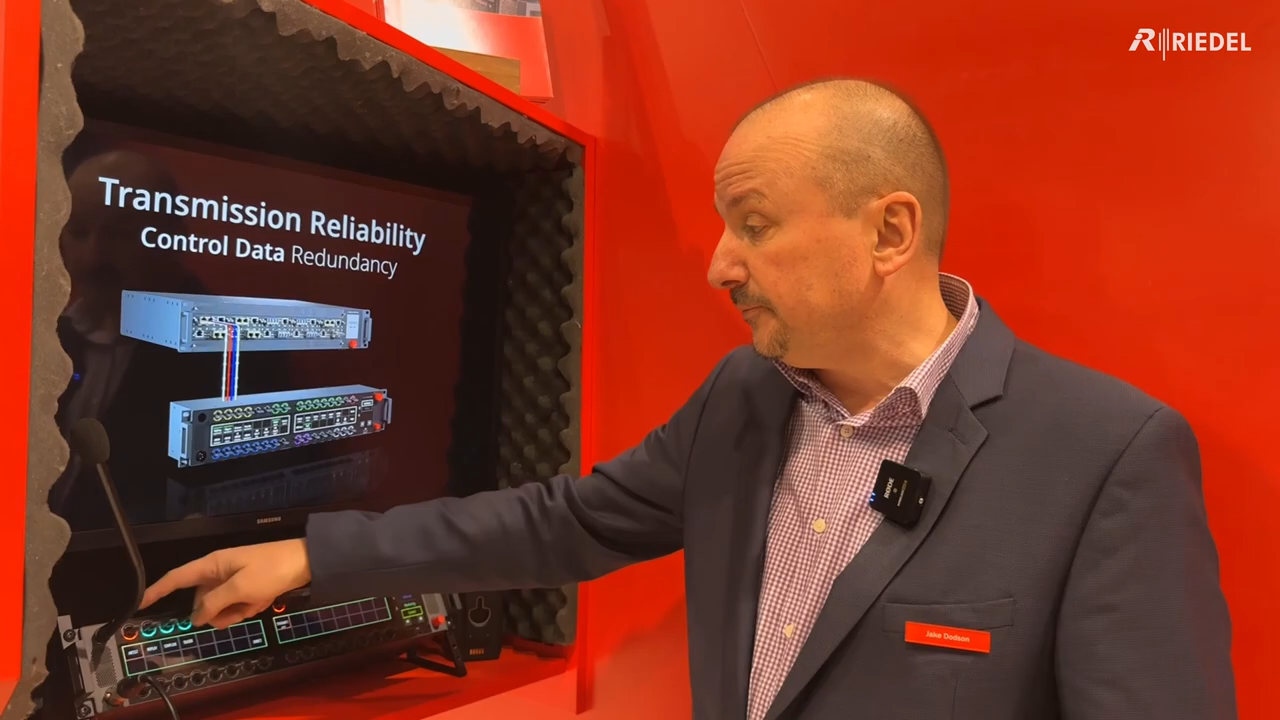 RIEDEL
Transmission Reliability
Control Data Redundancy
SAMSUNG
RØDE
Jake Dodson